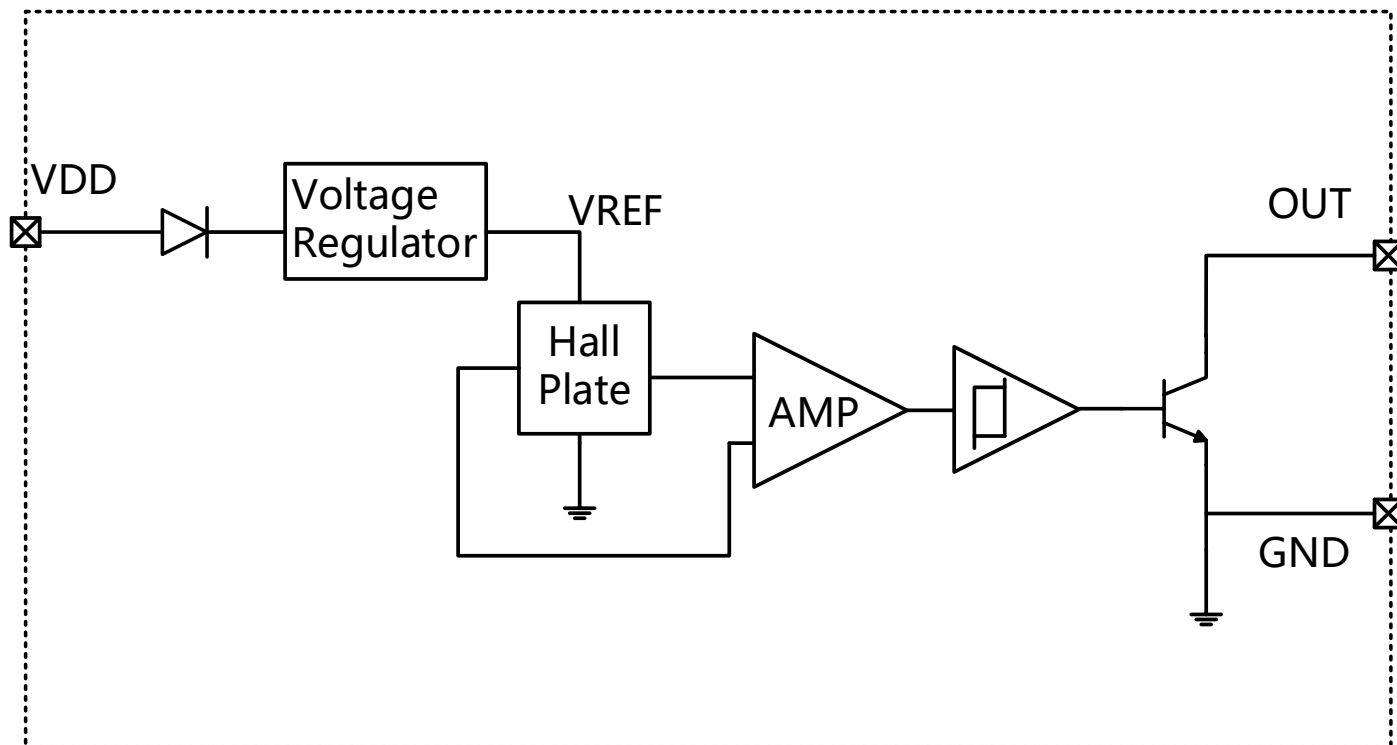 VDD
Voltage
Regulator
VREF
OUT
Hall
Plate
AMP
GND